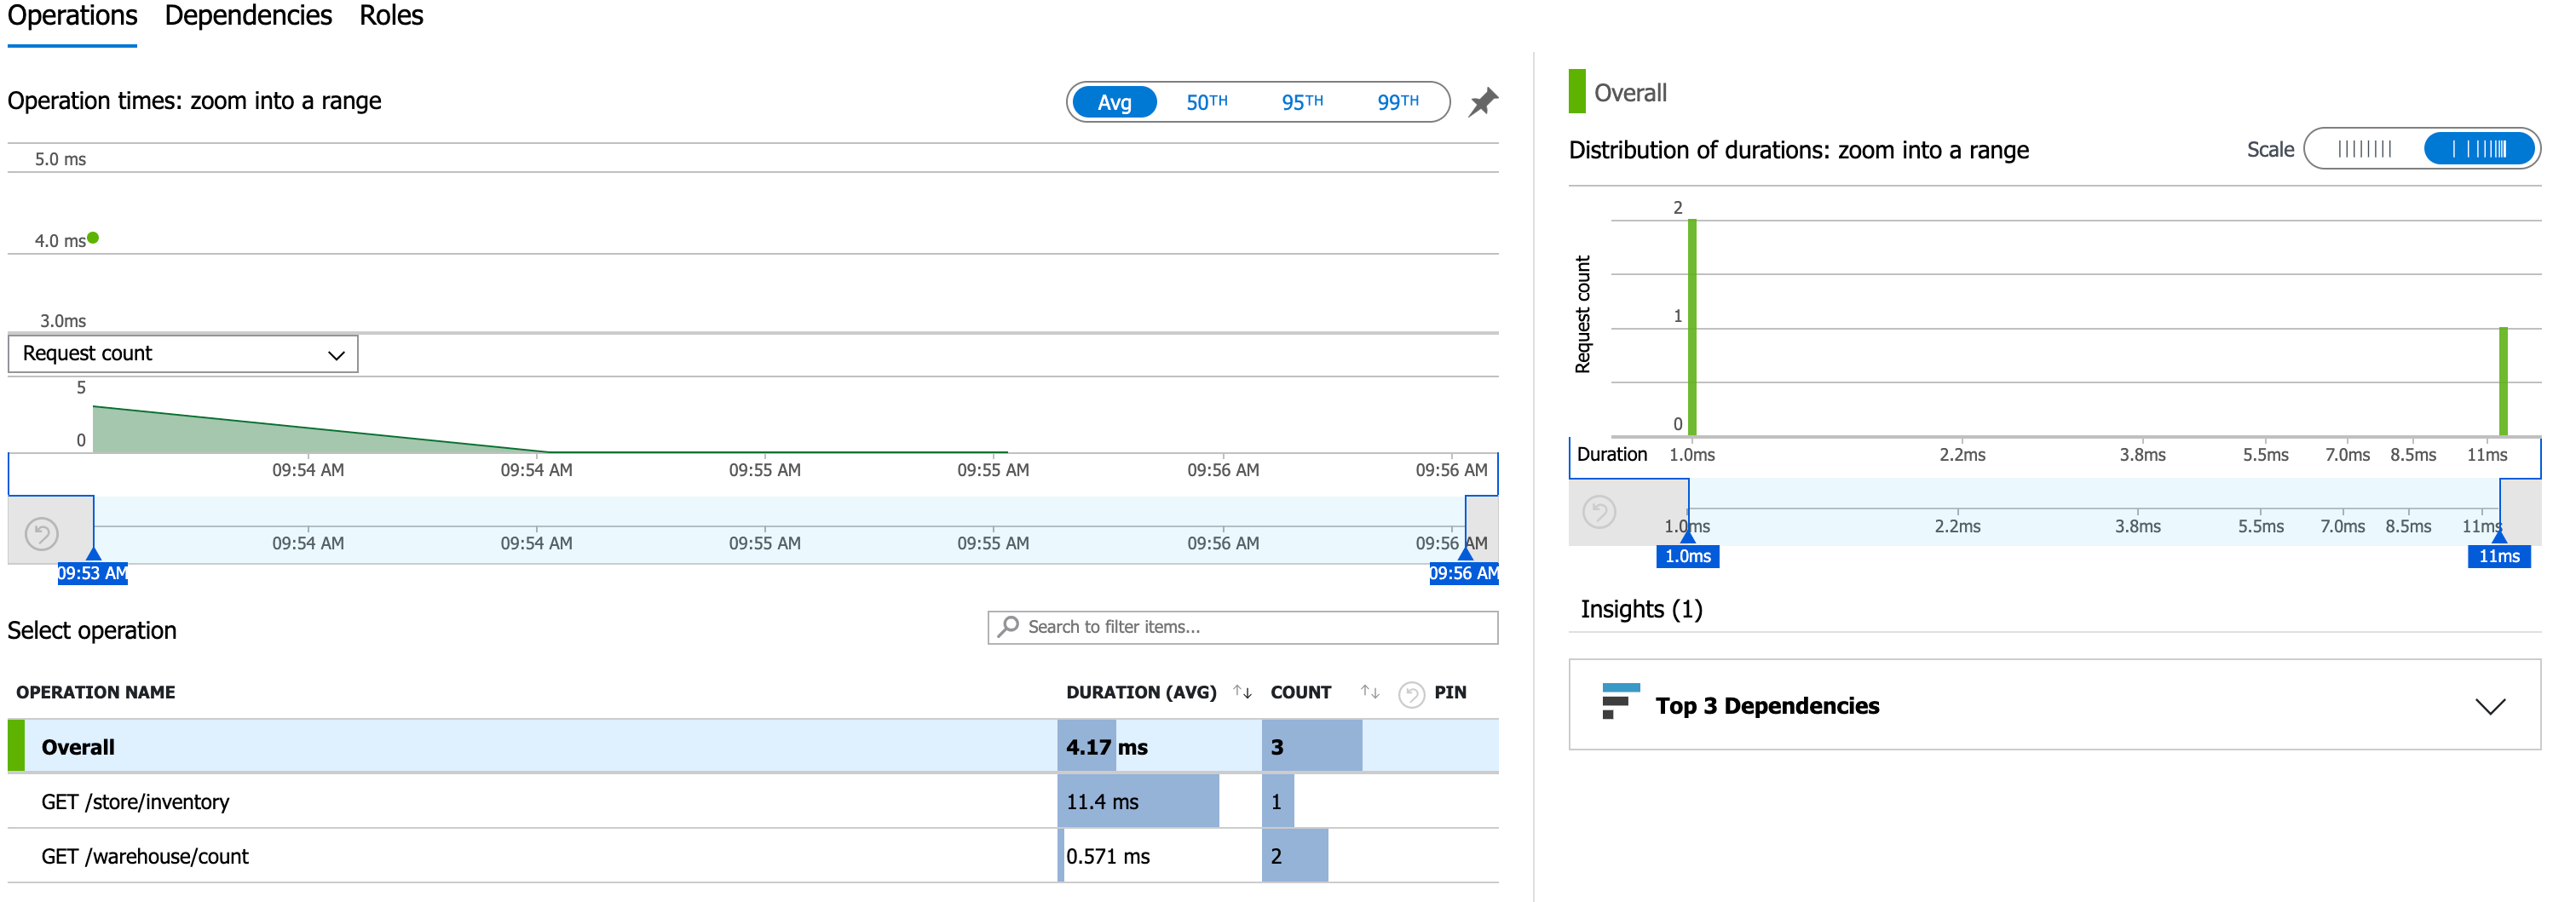 Operations Dependencies Roles
Operation times: zoom into a range
Avg 50TH 95TH 99TH
5.0 ms
4.0 ms
3.0ms
Request count
5
0
09:54 AM 09:54 AM 09:55 AM 09:55 AM 09:56 AM 09:56 AM
09:54 AM 09:54 AM 09:55 AM 09:55 AM 09:56 AM 09:56 AM
09:53 AM 09:56 AM
Select operation
Search to filter items...
OPERATION NAME DURATION (AVG) COUNT PIN
Overall 4.17 ms 3
GET /store/inventory 11.4 ms 1
GET /warehouse/count 0.571 ms 2
Overall
Distribution of durations: zoom into a range
Scale
Request count
2
1
0
Duration 1.0ms 2.2ms 3.8ms 5.5ms 7.0ms 8.5ms 11ms
1.0ms 2.2ms 3.8ms 5.5ms 7.0ms 8.5ms 11ms
1.0ms 11ms
Insights (1)
Top 3 Dependencies